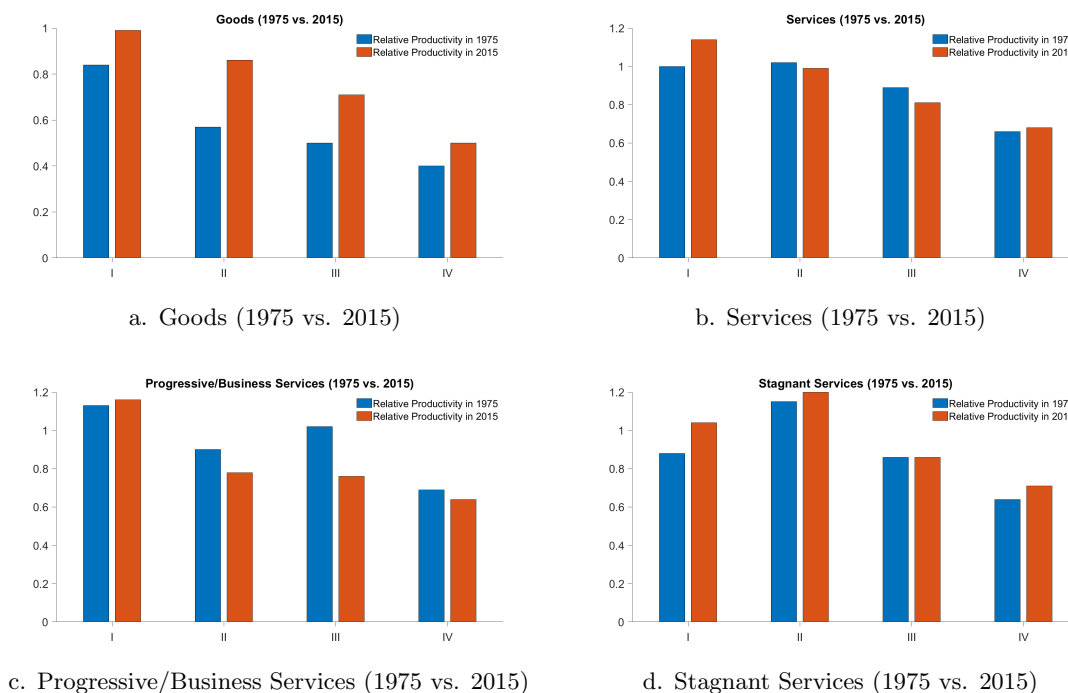 Goods (1975 vs. 2015)
Relative Productivity in 1975
Relative Productivity in 2015
1
0.8
0.6
0.4
0.2
0
I II III IV
a. Goods (1975 vs. 2015)
Services (1975 vs. 2015)
Relative Productivity in 197
Relative Productivity in 201
1.2
1
0.8
0.6
0.4
0.2
0
I II III IV
b. Services (1975 vs. 2015)
Progressive/Business Services (1975 vs. 2015)
Relative Productivity in 1975
Relative Productivity in 2015
1.2
1
0.8
0.6
0.4
0.2
0
I II III IV
c. Progressive/Business Services (1975 vs. 2015)
Stagnant Services (1975 vs. 2015)
Relative Productivity in 197
Relative Productivity in 201
1.2
1
0.8
0.6
0.4
0.2
0
I II III IV
d. Stagnant Services (1975 vs. 2015)